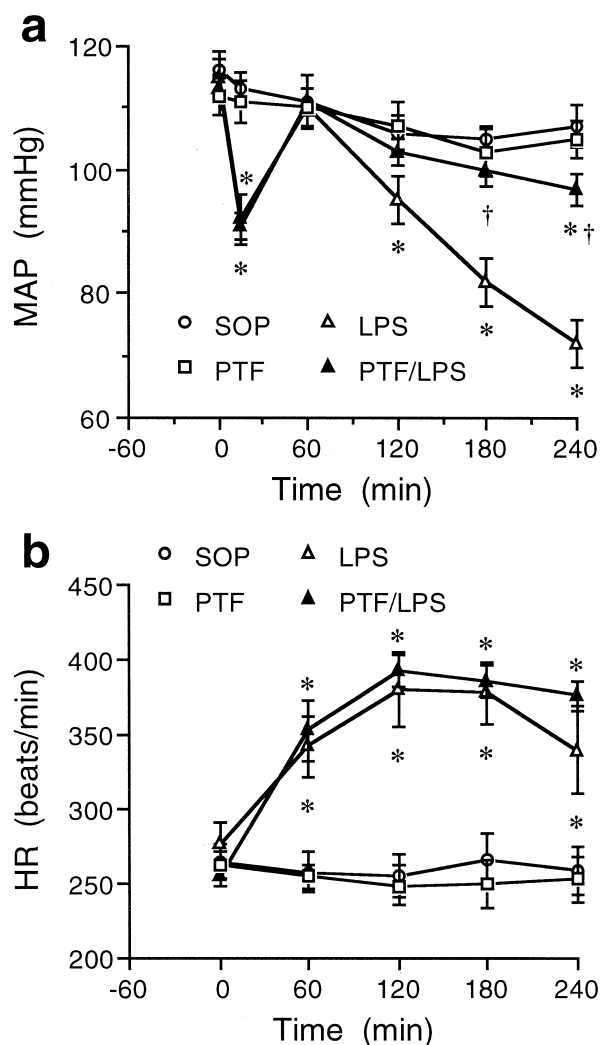 a
120
100
80
60
MAP (mmHg)
*
*
*
†
* †
*
*
SOP
LPS
PTF
PTF/LPS
-60 0 60 120 180 240
Time (min)
b
SOP
LPS
PTF
PTF/LPS
450
400
350
300
250
200
HR (beats/min)
* * * *
* * * *
-60 0 60 120 180 240
Time (min)